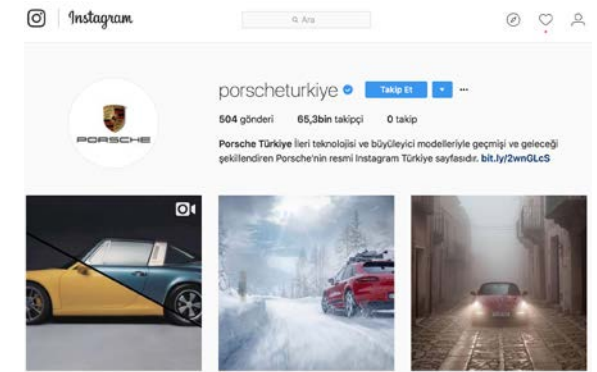 Instagram
Ara
porscheturkiye Takip Et
504 gönderi 65,3bin takipçi 0 takip
Porsche Türkiye İleri teknolojisi ve büyüleyici modelleriyle geçmişi ve geleceği
şekillendiren Porsche'nin resmi Instagram Türkiye sayfasıdır. bit.ly/2wnGLcS
PORSCHE